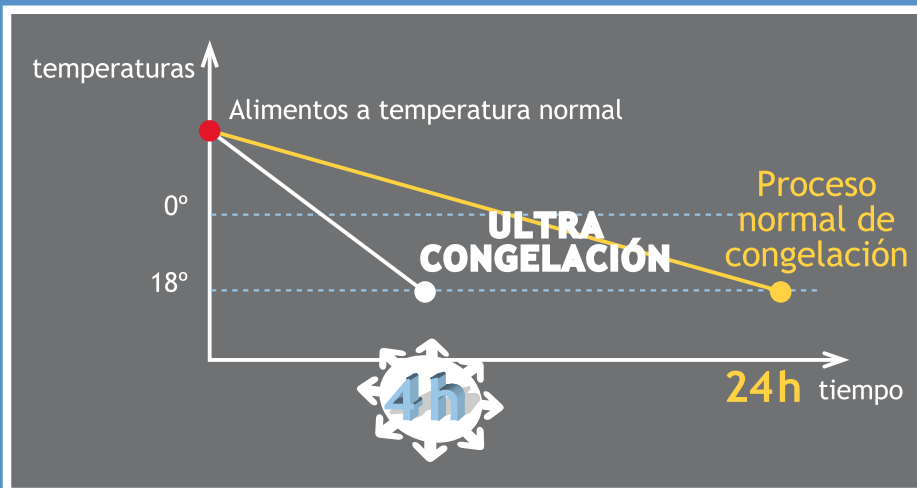 temperaturas
Alimentos a temperatura normal
0º
18º
ULTRA
CONGELACIÓN
Proceso
normal de
congelación
4h
24h
tiempo